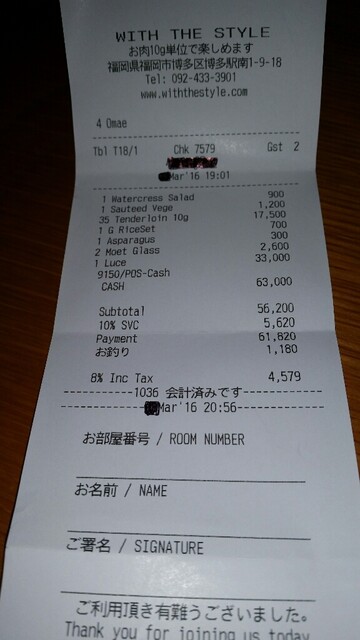 WITH THE STYLE
お肉10g単位で楽しめます
福岡県福岡市博多区博多駅南1-9-18
Tel: 092-433-3901
www.withthestyle.com
4 Omae
Tbl T18/1 Chk 7579 Gst 2
Mar'16 19:01
1 Watercress Salad 900
1 Sauteed Vege 1,200
35 Tenderloin 10g 17,500
1 G RiceSet 700
1 Asparagus 300
2 Moet Glass 2,600
1 Luce 33,000
9150/POS-Cash
CASH 63,000
Subtotal 56,200
10% SVC 5,620
Payment 61,820
お釣り 1,180
8% Inc Tax 4,579
1036 会計済みです
Mar'16 20:56
お部屋番号 / ROOM NUMBER
お名前 / NAME
ご署名 / SIGNATURE
ご利用頂き有難うございました。
Thank you for joining us today